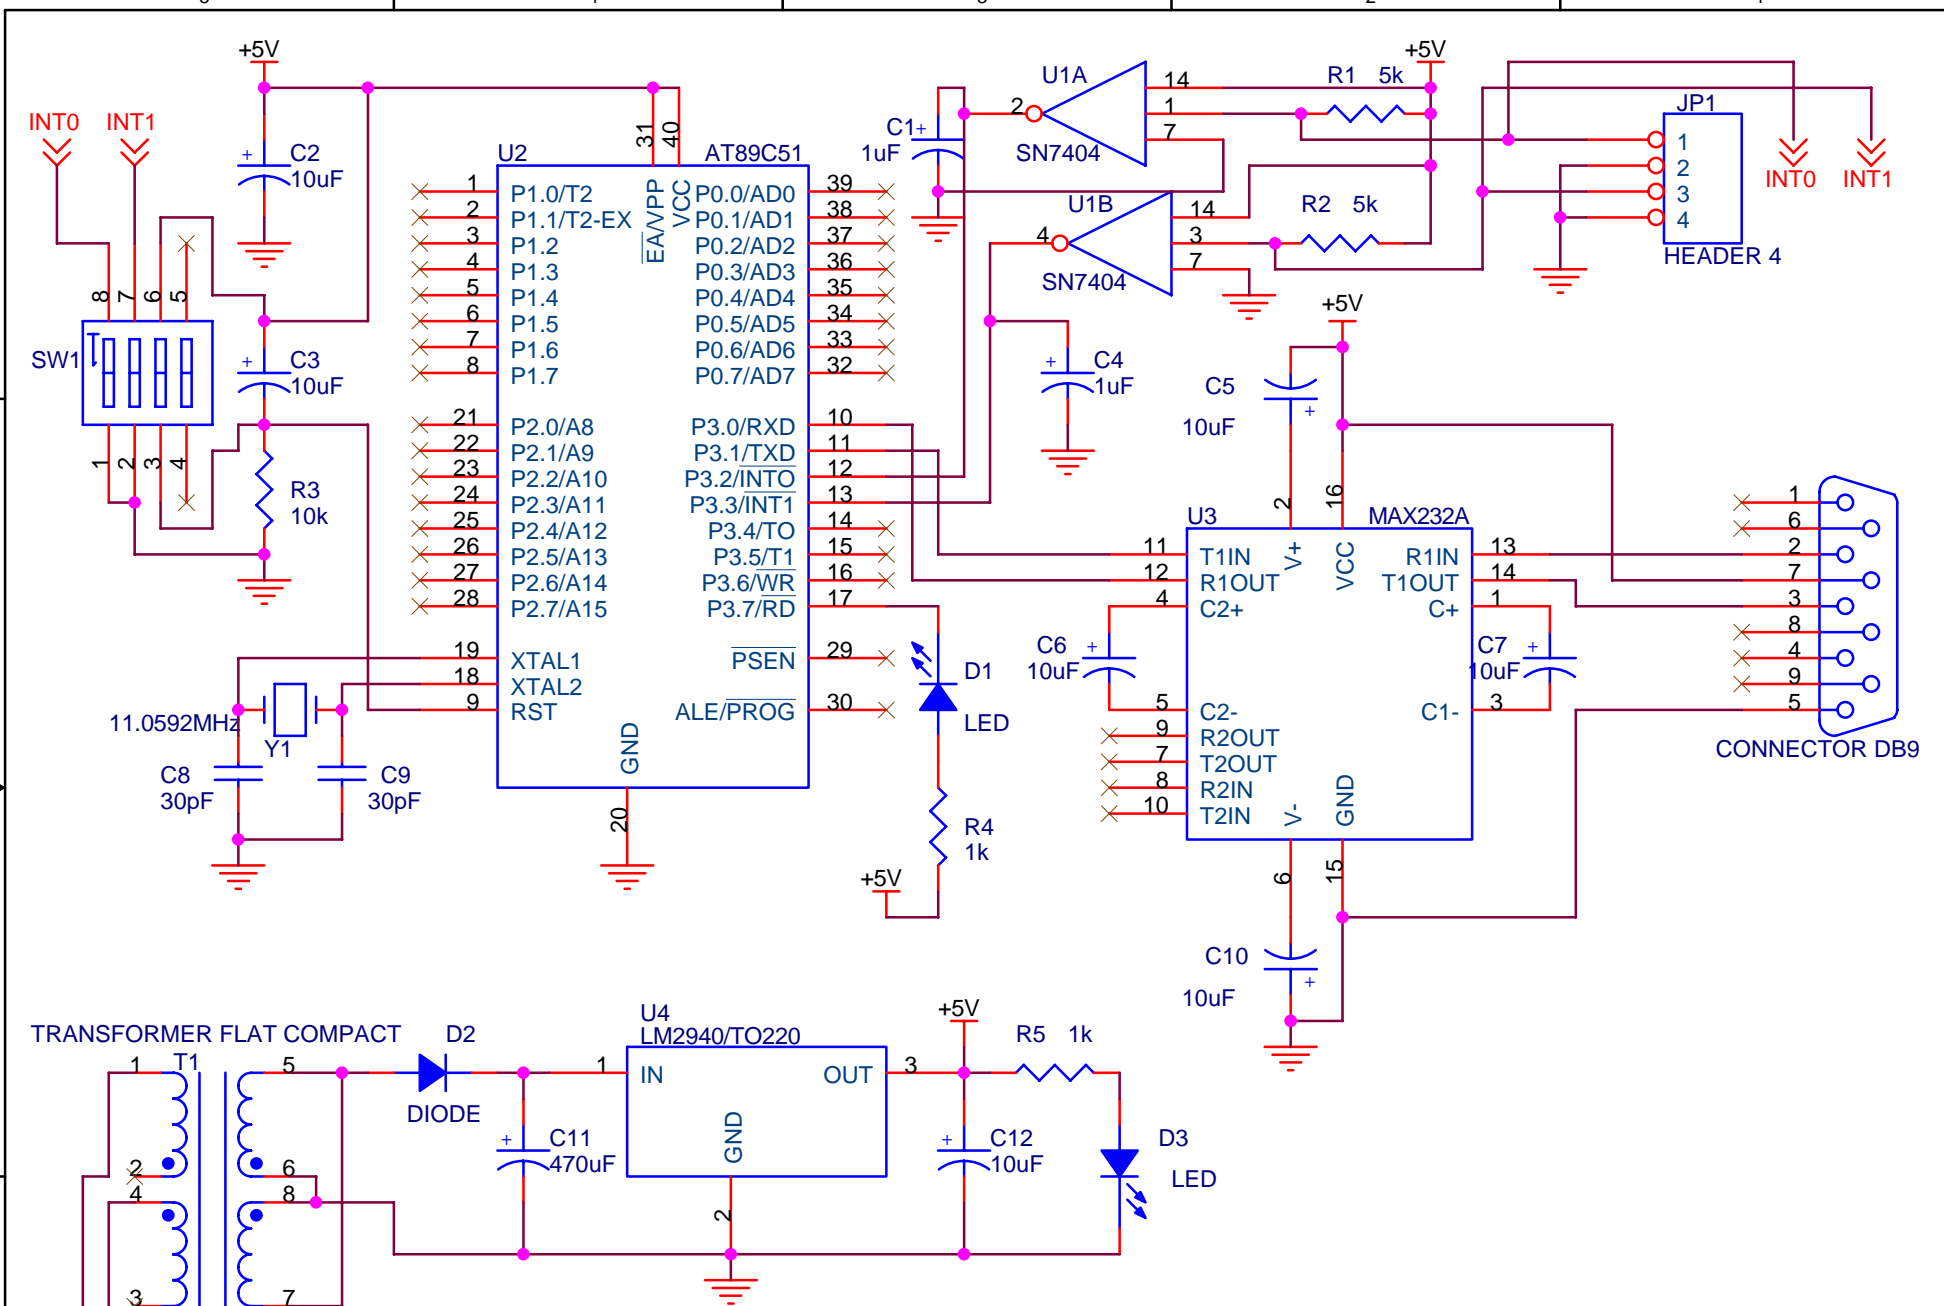 +5V
+5V
INT0
INT1
C2
10uF
31
40
U2
AT89C51
1
2
3
4
5
6
7
8
21
22
23
24
25
26
27
28
19
18
9
P1.0/T2
P1.1/T2-EX
P1.2
P1.3
P1.4
P1.5
P1.6
P1.7
P2.0/A8
P2.1/A9
P2.2/A10
P2.3/A11
P2.4/A12
P2.5/A13
P2.6/A14
P2.7/A15
XTAL1
XTAL2
RST
EA/VPP
VCC
GND
20
P0.0/AD0
P0.1/AD1
P0.2/AD2
P0.3/AD3
P0.4/AD4
P0.5/AD5
P0.6/AD6
P0.7/AD7
P3.0/RXD
P3.1/TXD
P3.2/INTO
P3.3/INT1
P3.4/TO
P3.5/T1
P3.6/WR
P3.7/RD
PSEN
ALE/PROG
39
38
37
36
35
34
33
32
10
11
12
13
14
15
16
17
29
30
8
7
6
5
SW1
1
2
3
4
C3
10uF
R3
10k
11.0592MHz
Y1
C8
30pF
C9
30pF
U1A
14
1
7
2
SN7404
C1
1uF
R1 5k
U1B
14
3
7
4
SN7404
R2 5k
C4
1uF
JP1
1
2
3
4
HEADER 4
INT0
INT1
+5V
C5
10uF
2
16
U3
MAX232A
11
12
4
5
9
7
8
10
T1IN
R1OUT
C2+
C2-
R2OUT
T2OUT
R2IN
T2IN
V+
VCC
V-
GND
6
15
R1IN
T1OUT
C+
C1-
13
14
1
3
C6
10uF
C7
10uF
C10
10uF
1
6
2
7
3
8
4
9
5
CONNECTOR DB9
D1
LED
R4
1k
+5V
TRANSFORMER FLAT COMPACT
T1
1
2
4
3
5
6
8
7
D2
DIODE
C11
470uF
U4
LM2940/TO220
1
IN
OUT
3
GND
2
+5V
R5 1k
C12
10uF
D3
LED